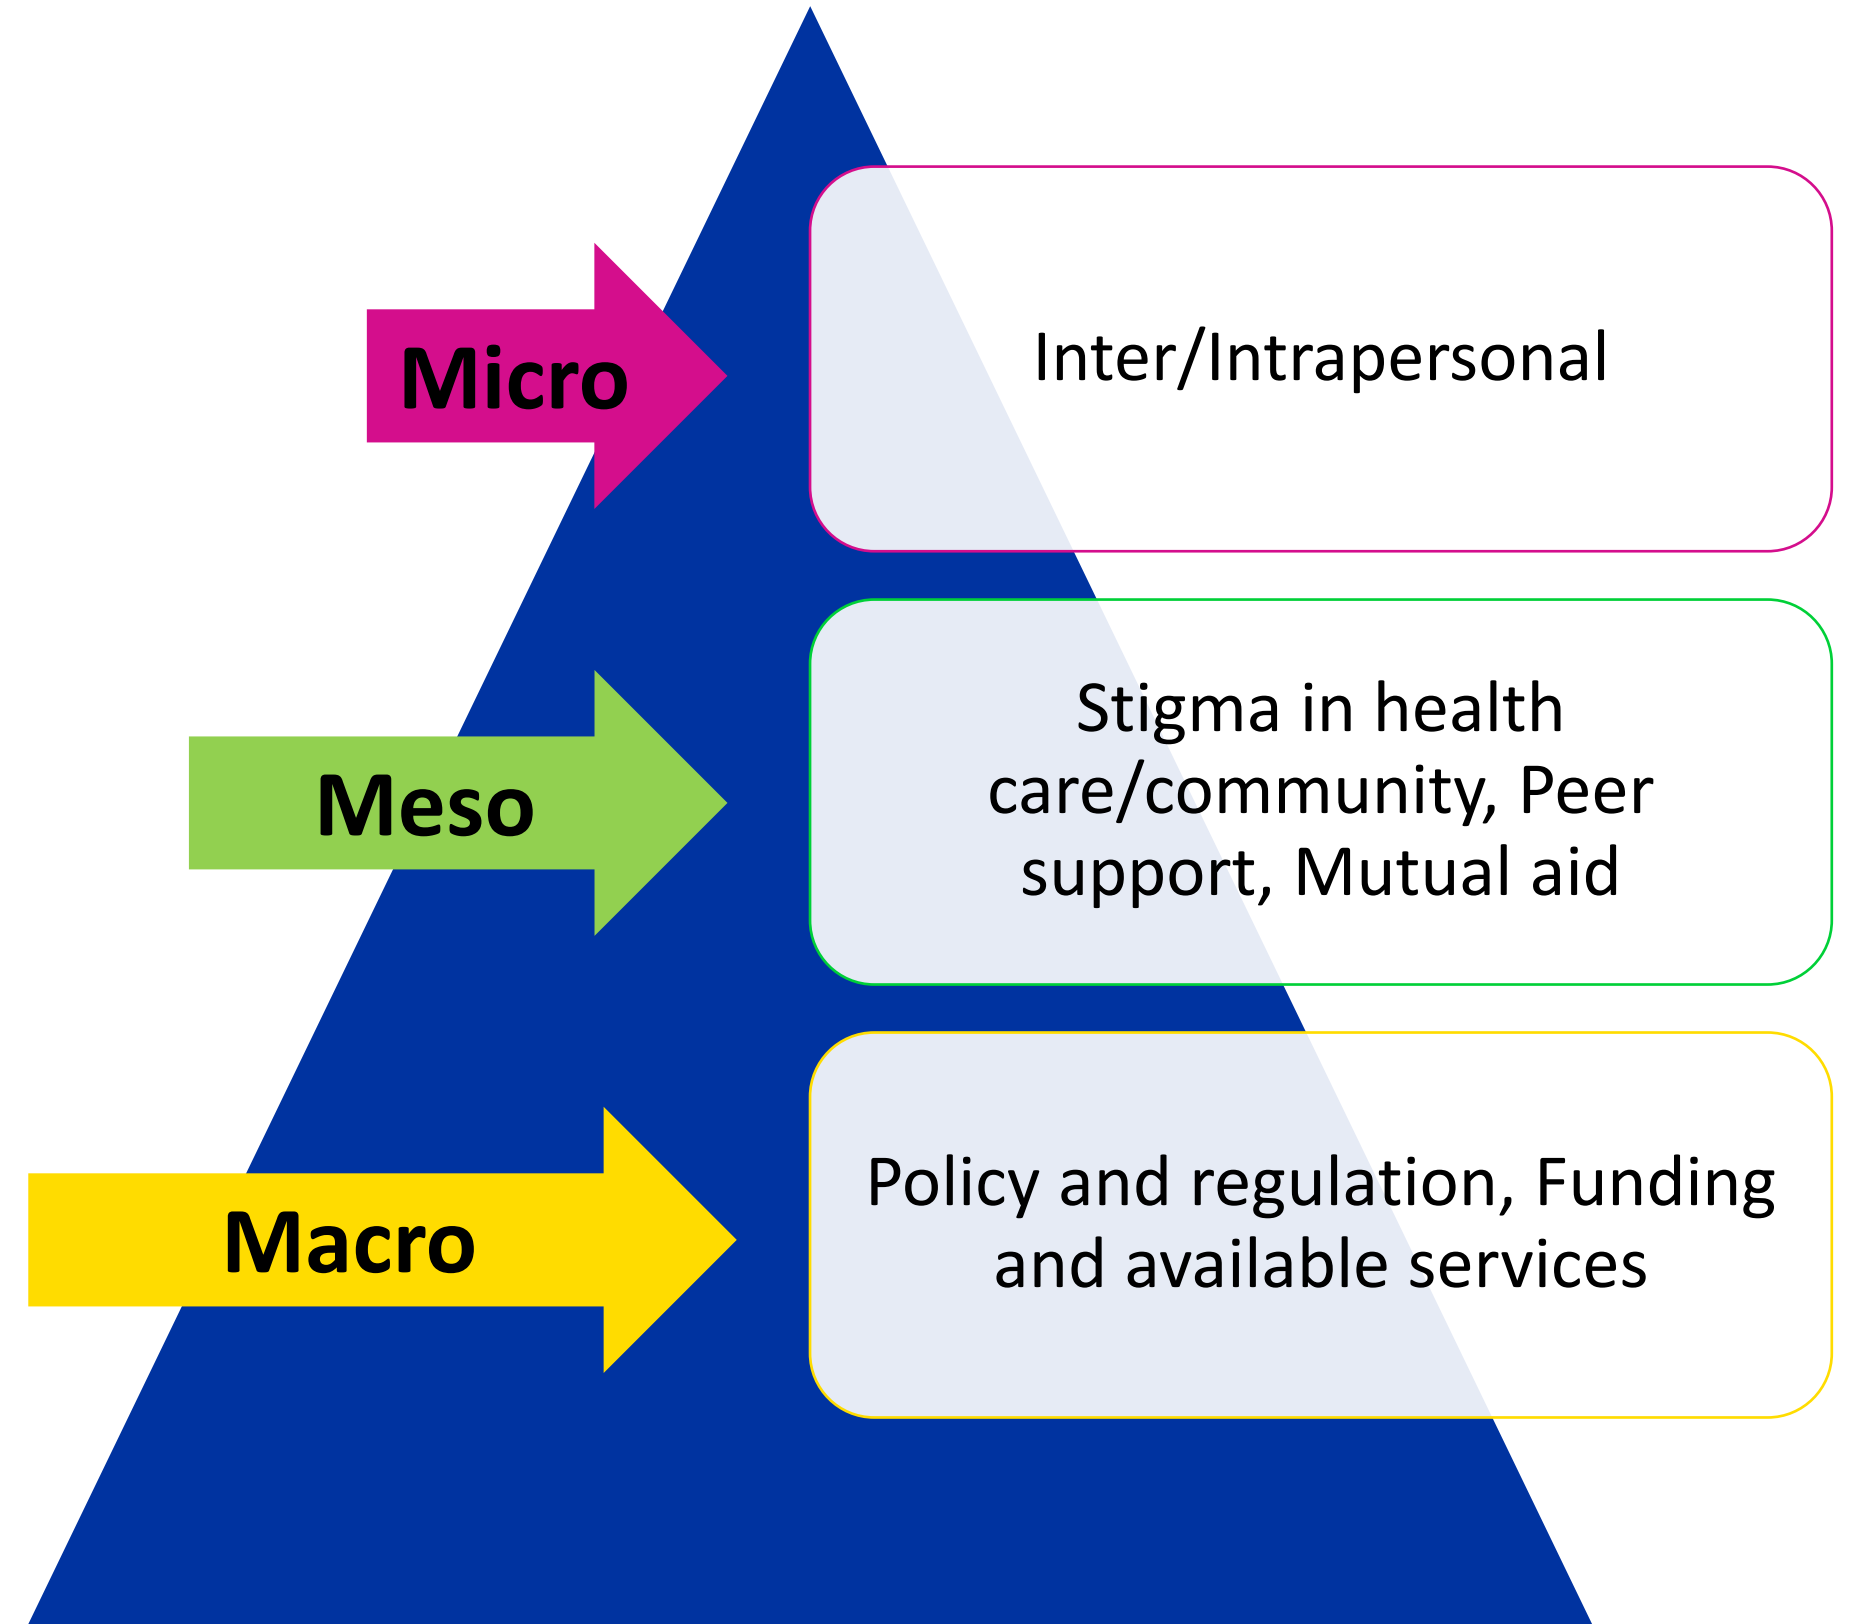 Micro
Inter/Intrapersonal
Meso
Stigma in health
care/community, Peer
support, Mutual aid
Macro
Policy and regulation, Funding
and available services